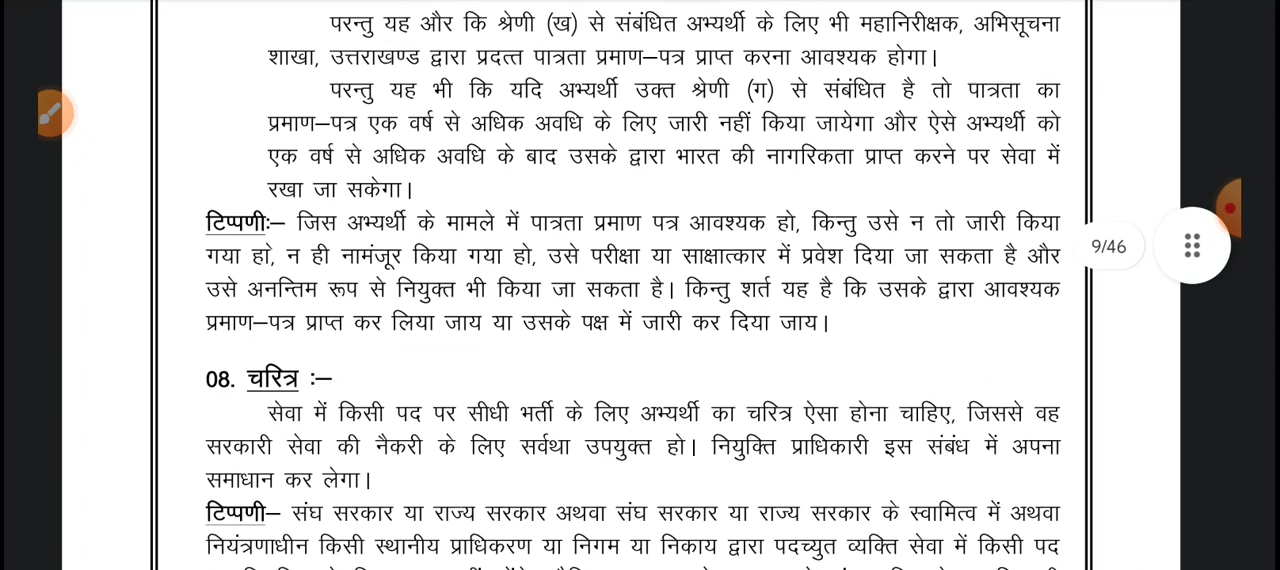 परन्तु यह और कि श्रेणी (ख) से संबंधित अभ्यर्थी के लिए भी महानिरीक्षक, अभिसूचना
शाखा, उत्तराखण्ड द्वारा प्रदत्त पात्रता प्रमाण–पत्र प्राप्त करना आवश्यक होगा।
परन्तु यह भी कि यदि अभ्यर्थी उक्त श्रेणी (ग) से संबंधित है तो पात्रता का
प्रमाण–पत्र एक वर्ष से अधिक अवधि के लिए जारी नहीं किया जायेगा और ऐसे अभ्यर्थी को
एक वर्ष से अधिक अवधि के बाद उसके द्वारा भारत की नागरिकता प्राप्त करने पर सेवा में
रखा जा सकेगा।
टिप्पणीः– जिस अभ्यर्थी के मामले में पात्रता प्रमाण पत्र आवश्यक हो, किन्तु उसे न तो जारी किया
गया हो, न ही नामंजूर किया गया हो, उसे परीक्षा या साक्षात्कार में प्रवेश दिया जा सकता है और
उसे अनन्तिम रूप से नियुक्त भी किया जा सकता है। किन्तु शर्त यह है कि उसके द्वारा आवश्यक
प्रमाण–पत्र प्राप्त कर लिया जाय या उसके पक्ष में जारी कर दिया जाय।
9/46
08. चरित्र :–
सेवा में किसी पद पर सीधी भर्ती के लिए अभ्यर्थी का चरित्र ऐसा होना चाहिए, जिससे वह
सरकारी सेवा की नैकरी के लिए सर्वथा उपयुक्त हो। नियुक्ति प्राधिकारी इस संबंध में अपना
समाधान कर लेगा।
टिप्पणी– संघ सरकार या राज्य सरकार अथवा संघ सरकार या राज्य सरकार के स्वामित्व में अथवा
नियंत्रणाधीन किसी स्थानीय प्राधिकरण या निगम या निकाय द्वारा पदच्युत व्यक्ति सेवा में किसी पद